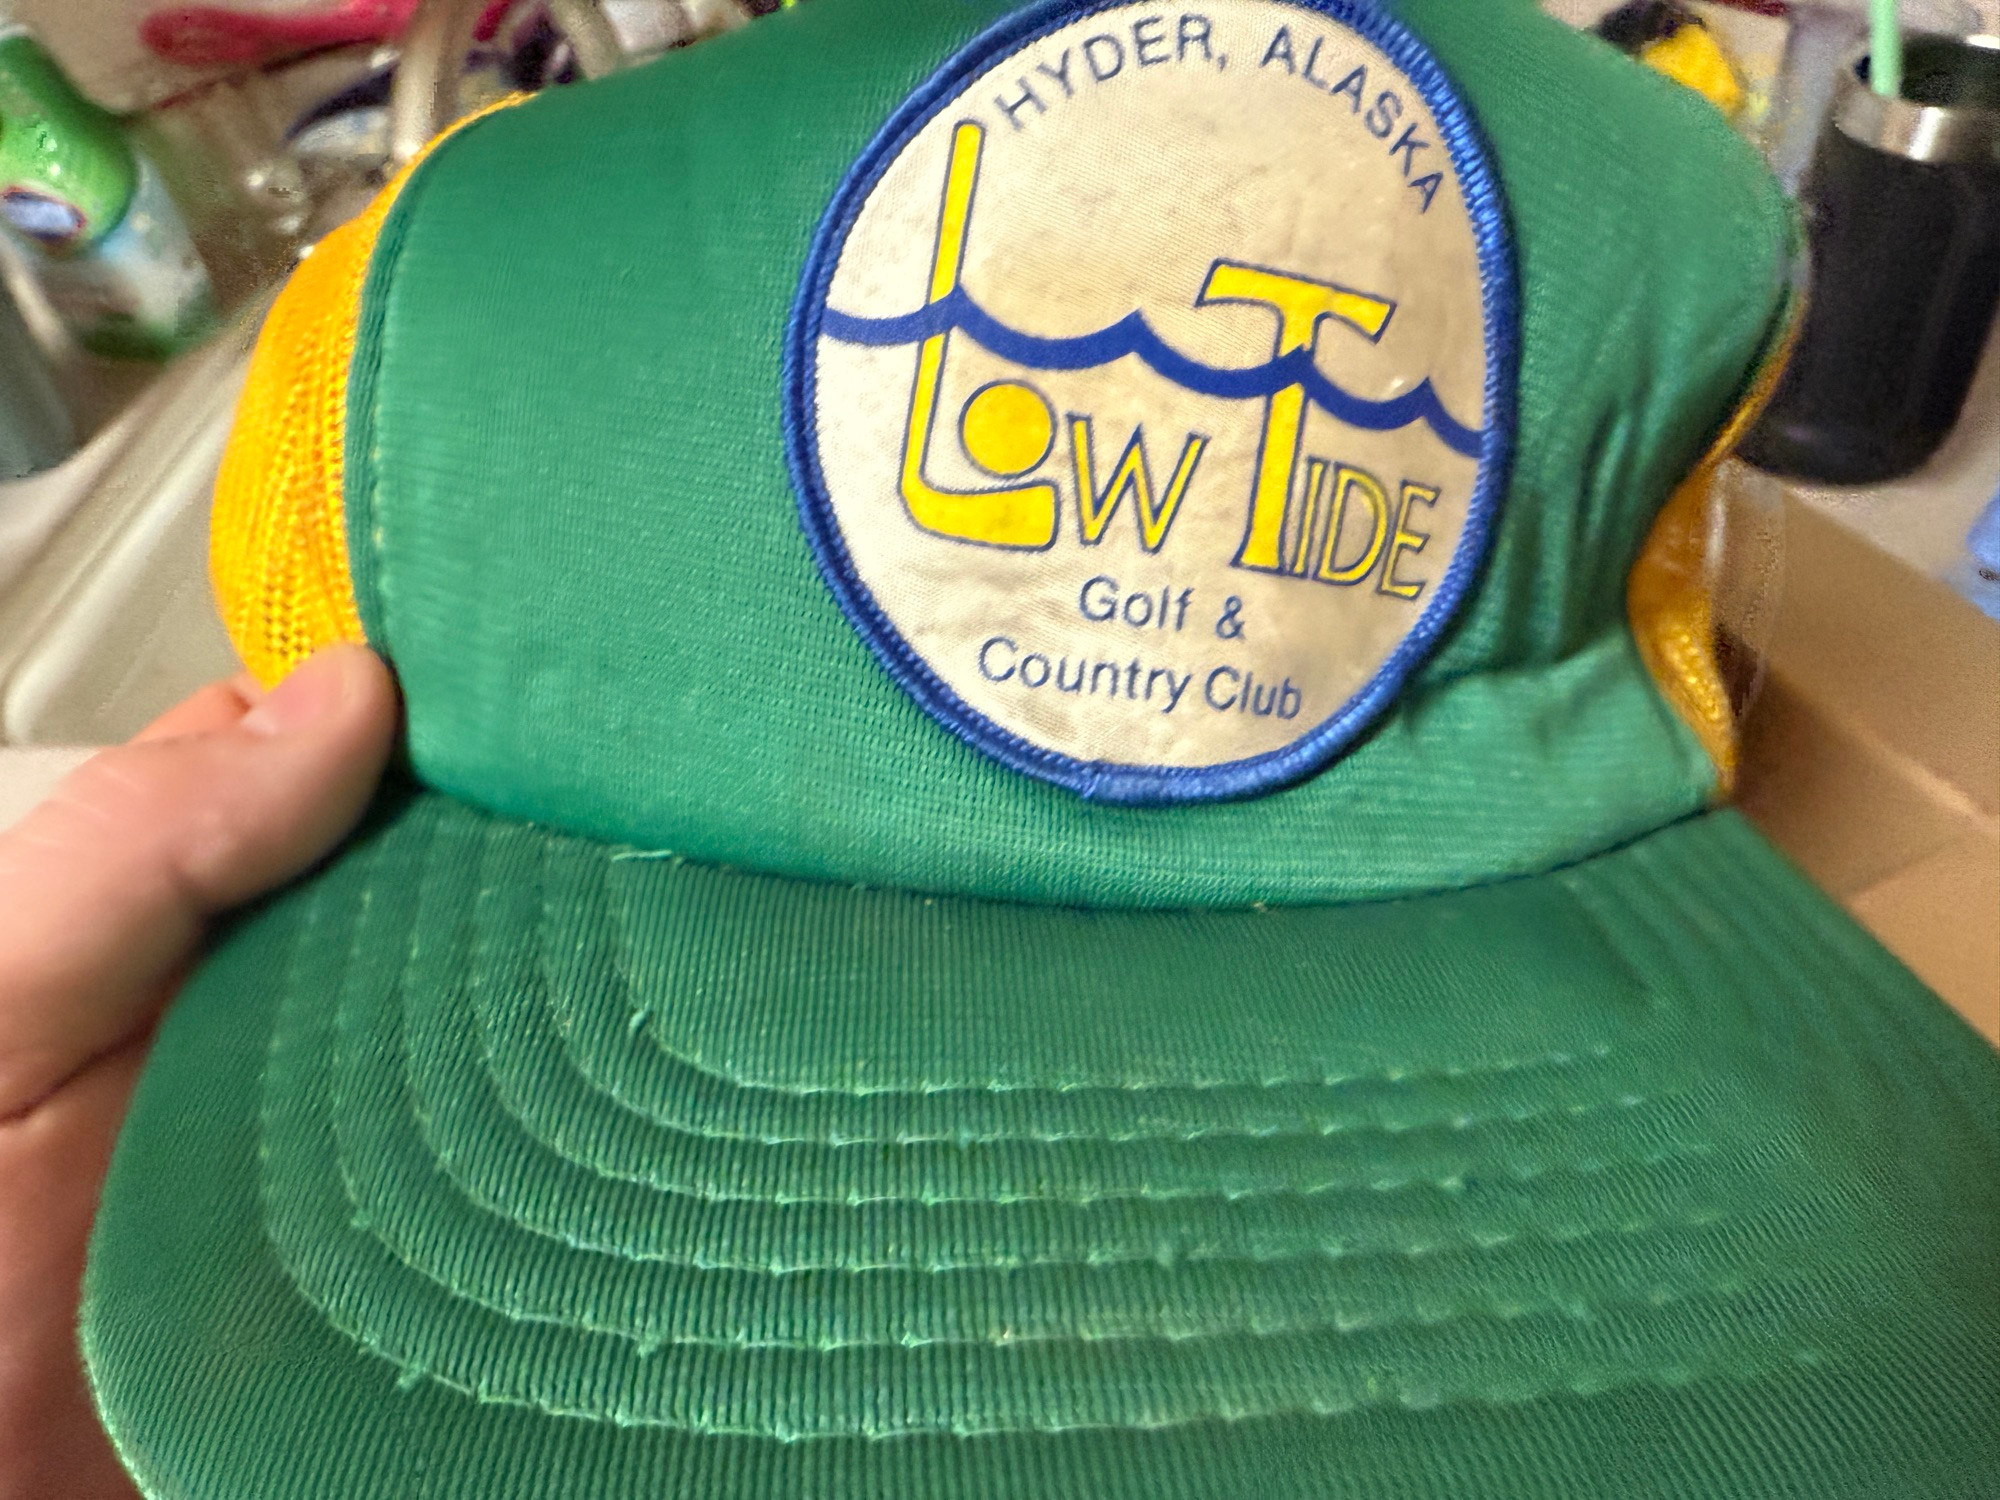 HYDER, ALASKA
LOW TIDE
Golf &
Country Club